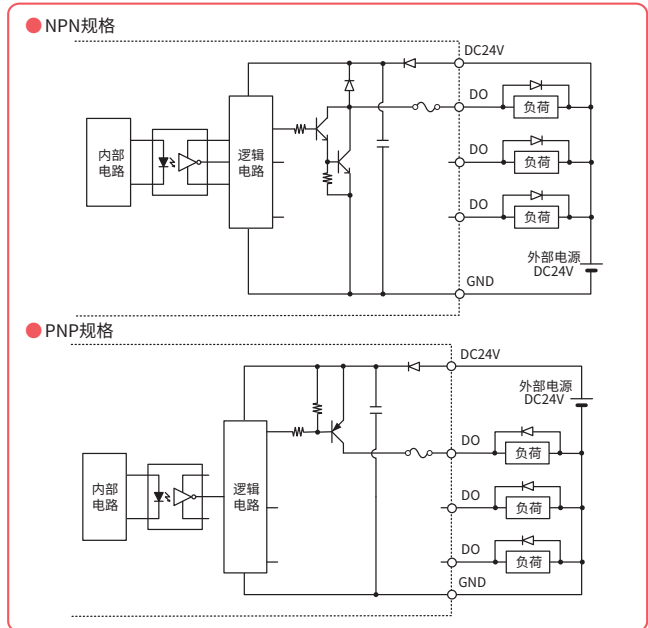 NPN规格
DC24V
DO
负荷
内部
电路
逻辑
电路
DO
负荷
DO
负荷
外部电源
DC24V
GND
PNP规格
DC24V
外部电源
DC24V
DO
负荷
内部
电路
逻辑
电路
DO
负荷
DO
负荷
GND